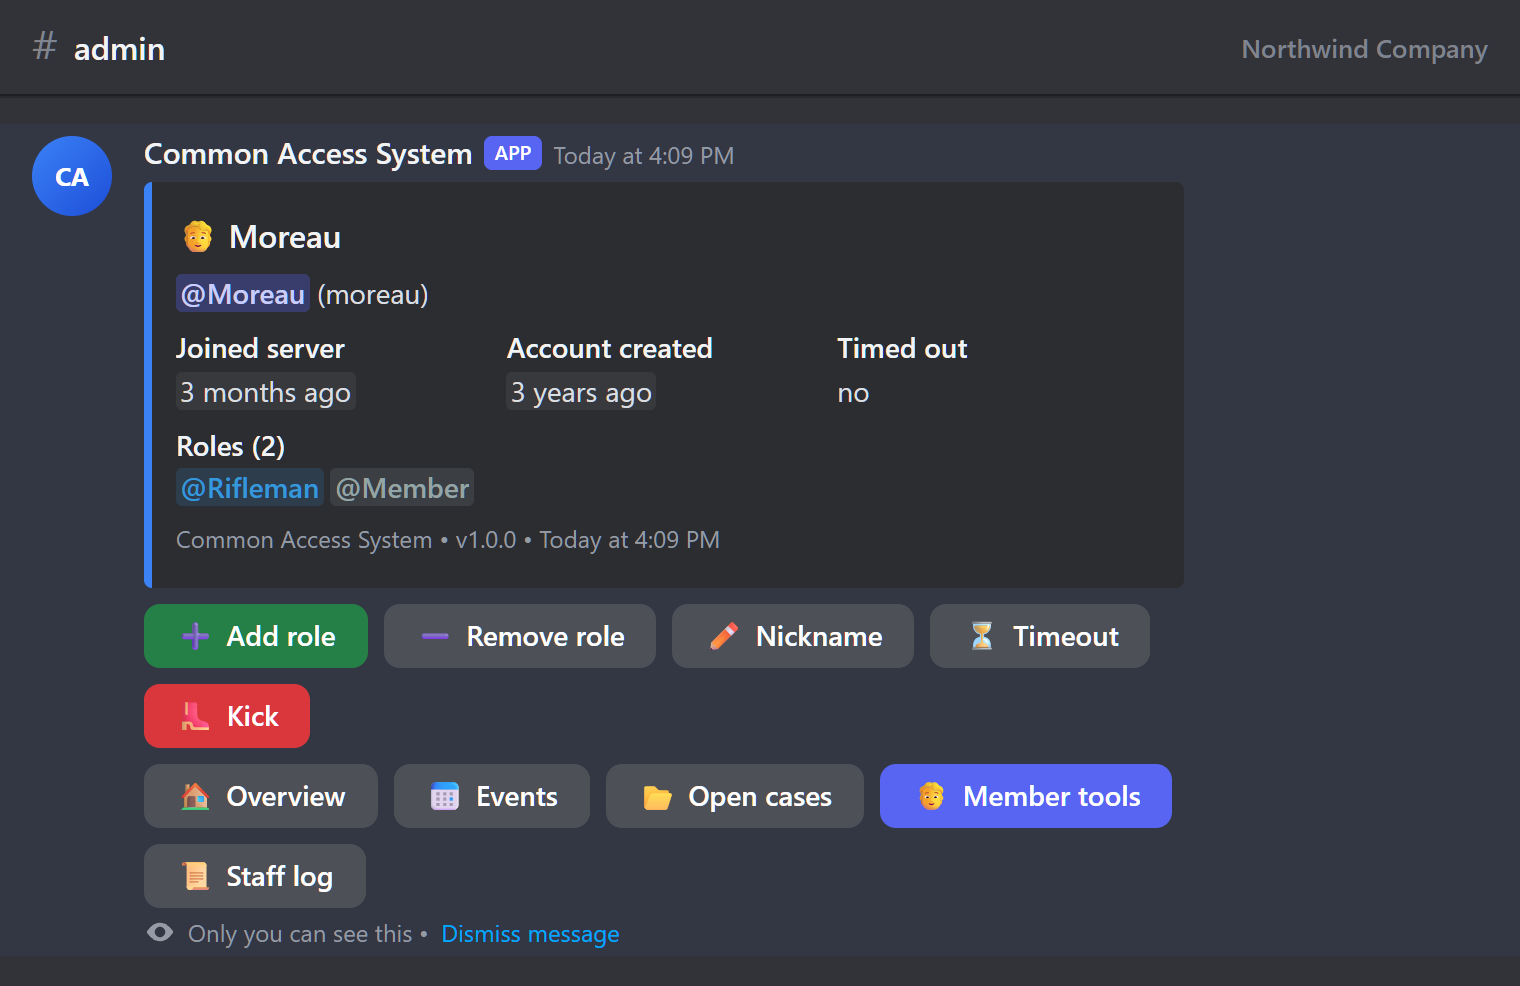 # admin
Northwind Company
CA
Common Access System APP Today at 4:09 PM
Moreau
@Moreau (moreau)
Joined server Account created Timed out
3 months ago 3 years ago no
Roles (2)
@Rifleman @Member
Common Access System • v1.0.0 • Today at 4:09 PM
Add role Remove role Nickname Timeout
Kick
Overview Events Open cases Member tools
Staff log
Only you can see this • Dismiss message